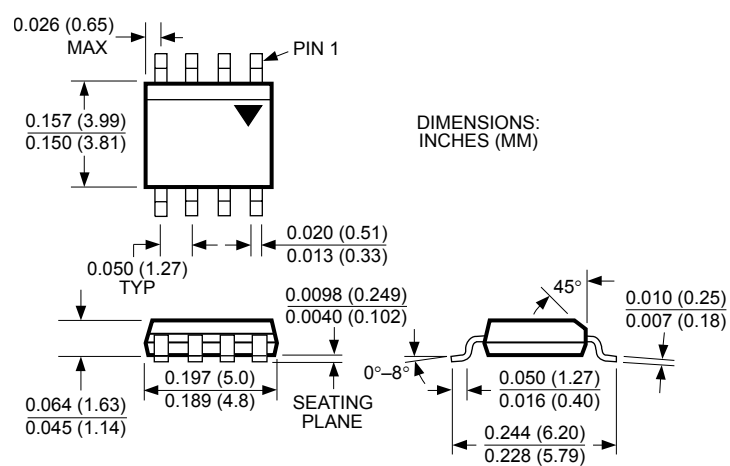 0.026 (0.65)
MAX
PIN 1
0.157 (3.99)
0.150 (3.81)
DIMENSIONS:
INCHES (MM)
0.020 (0.51)
0.013 (0.33)
0.050 (1.27)
TYP
0.0098 (0.249)
0.0040 (0.102)
45°
0.010 (0.25)
0.007 (0.18)
0°–8°
0.197 (5.0)
0.189 (4.8)
SEATING
PLANE
0.050 (1.27)
0.016 (0.40)
0.064 (1.63)
0.045 (1.14)
0.244 (6.20)
0.228 (5.79)